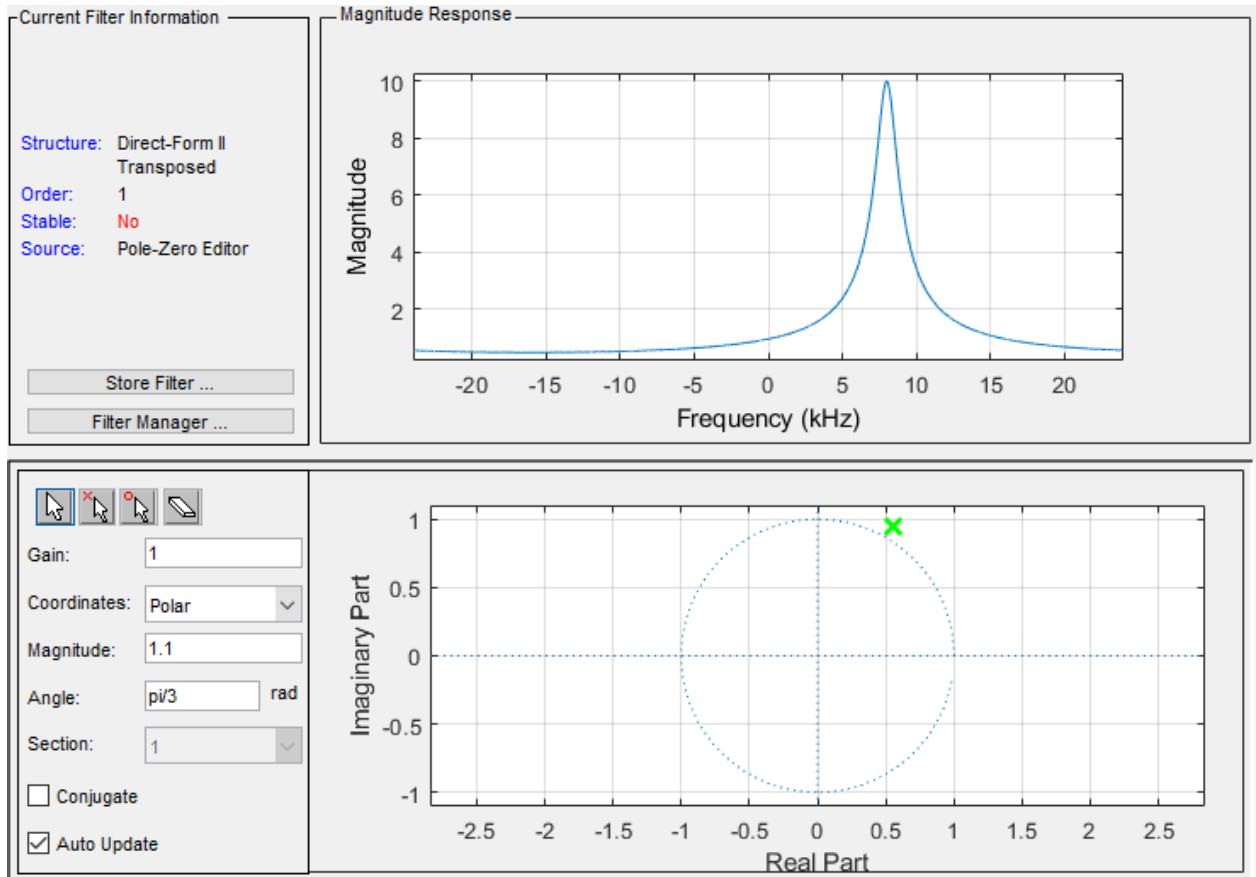 Current Filter Information
Structure: Direct-Form II
Transposed
Order: 1
Stable: No
Source: Pole-Zero Editor
Store Filter ...
Filter Manager ...
Magnitude Response
10
8
6
4
2
Magnitude
-20 -15 -10 -5 0 5 10 15 20
Frequency (kHz)
Gain: 1
Coordinates: Polar
Magnitude: 1.1
Angle: pi/3 rad
Section: 1
Conjugate
Auto Update
1
0.5
0
-0.5
-1
Imaginary Part
-2.5 -2 -1.5 -1 -0.5 0 0.5 1 1.5 2 2.5
Real Part